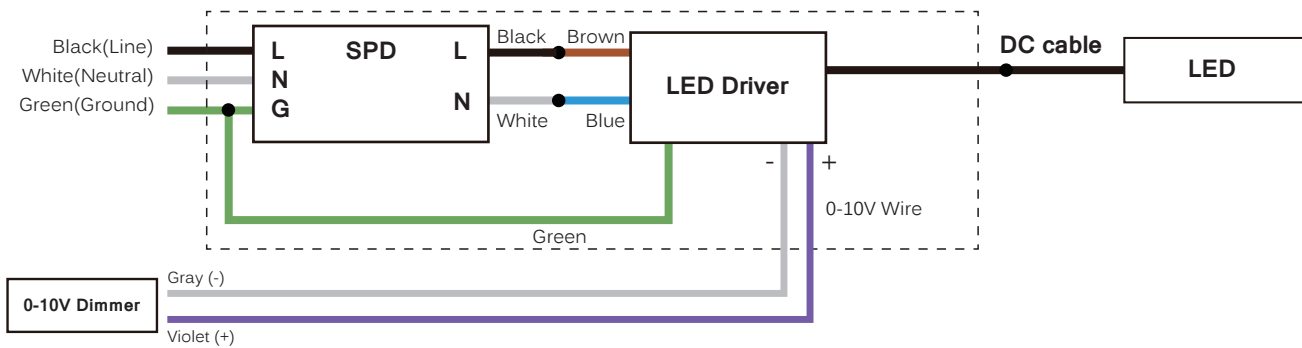 Black(Line)
White(Neutral)
Green(Ground)
L
N
G
SPD
L
N
Black
Brown
White
Blue
LED Driver
DC cable
LED
-
+
0-10V Wire
Green
0-10V Dimmer
Gray (-)
Violet (+)